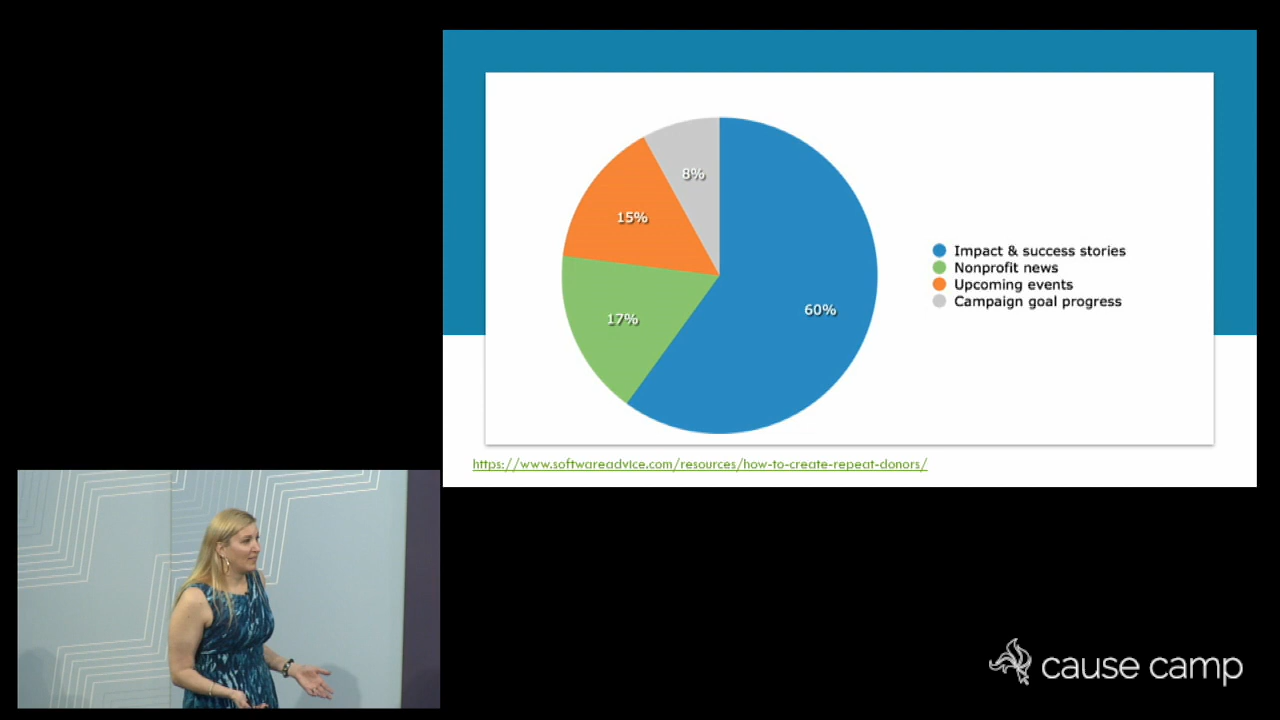 8%
15%
17%
60%
Impact & success stories
Nonprofit news
Upcoming events
Campaign goal progress
https://www.softwareadvice.com/resources/how-to-create-repeat-donors/
cause camp